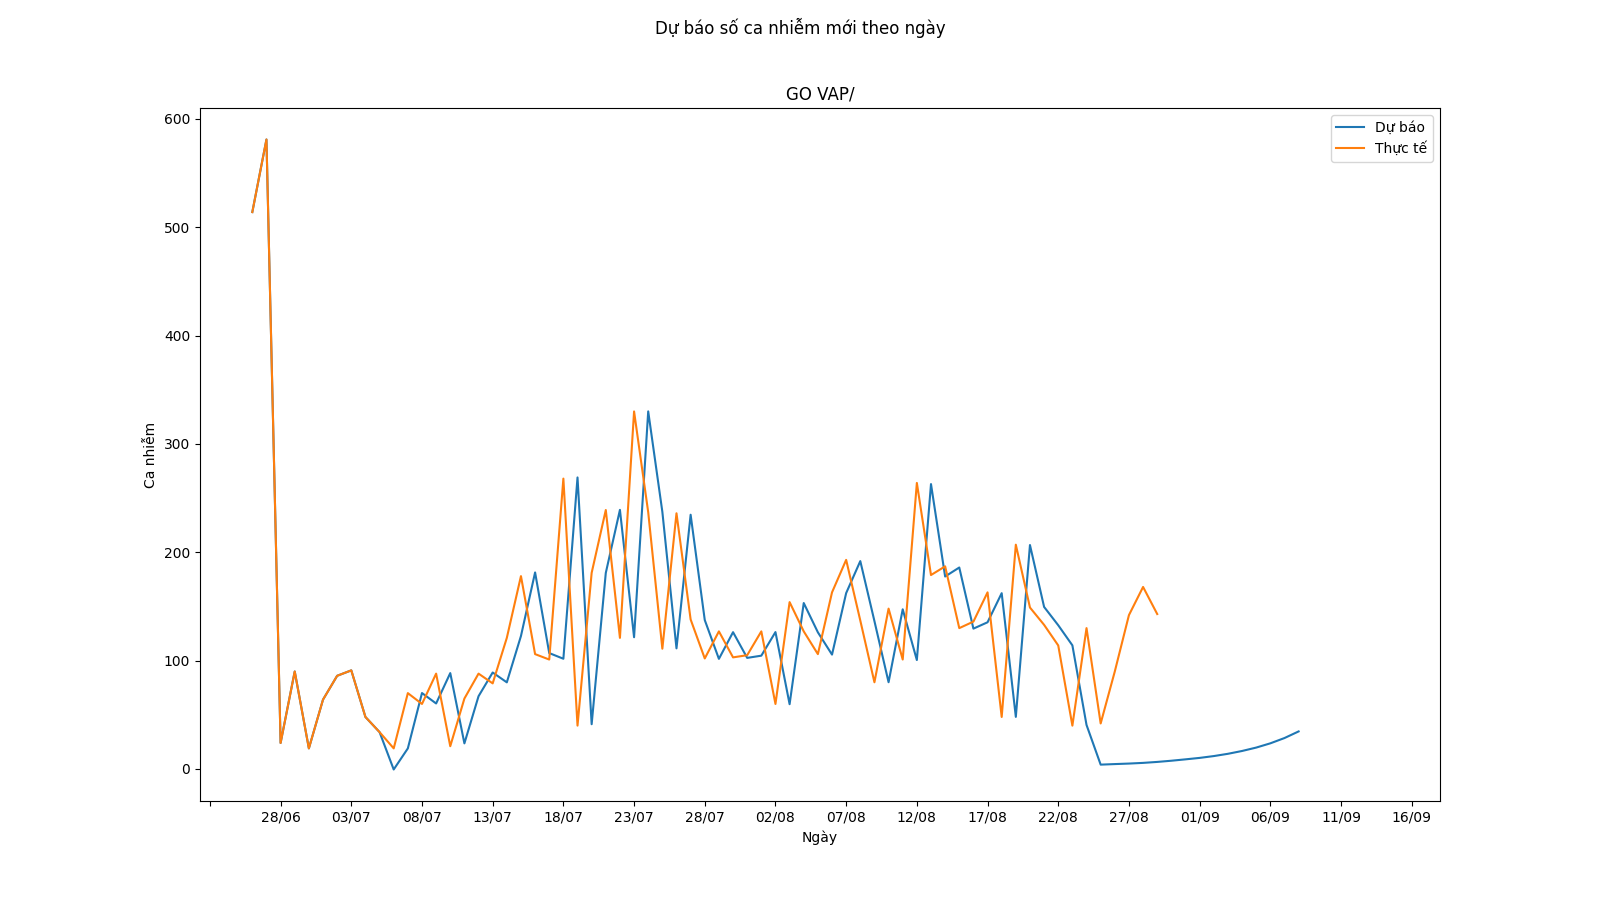 Dự báo số ca nhiễm mới theo ngày
GO VAP/
Dự báo
Thực tế
600
500
400
300
200
100
0
Ca nhiễm
28/06 03/07 08/07 13/07 18/07 23/07 28/07 02/08 07/08 12/08 17/08 22/08 27/08 01/09 06/09 11/09 16/09
Ngày